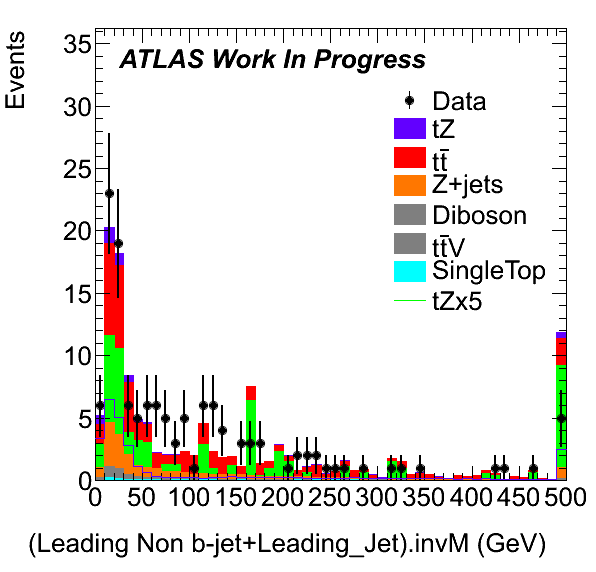 Events
35
30
25
20
15
10
5
0
ATLAS Work In Progress
Data
tZ
tt̄
Z+jets
Diboson
tt̄V
SingleTop
tZx5
0 50 100 150 200 250 300 350 400 450 500
(Leading Non b-jet+Leading_Jet).invM (GeV)